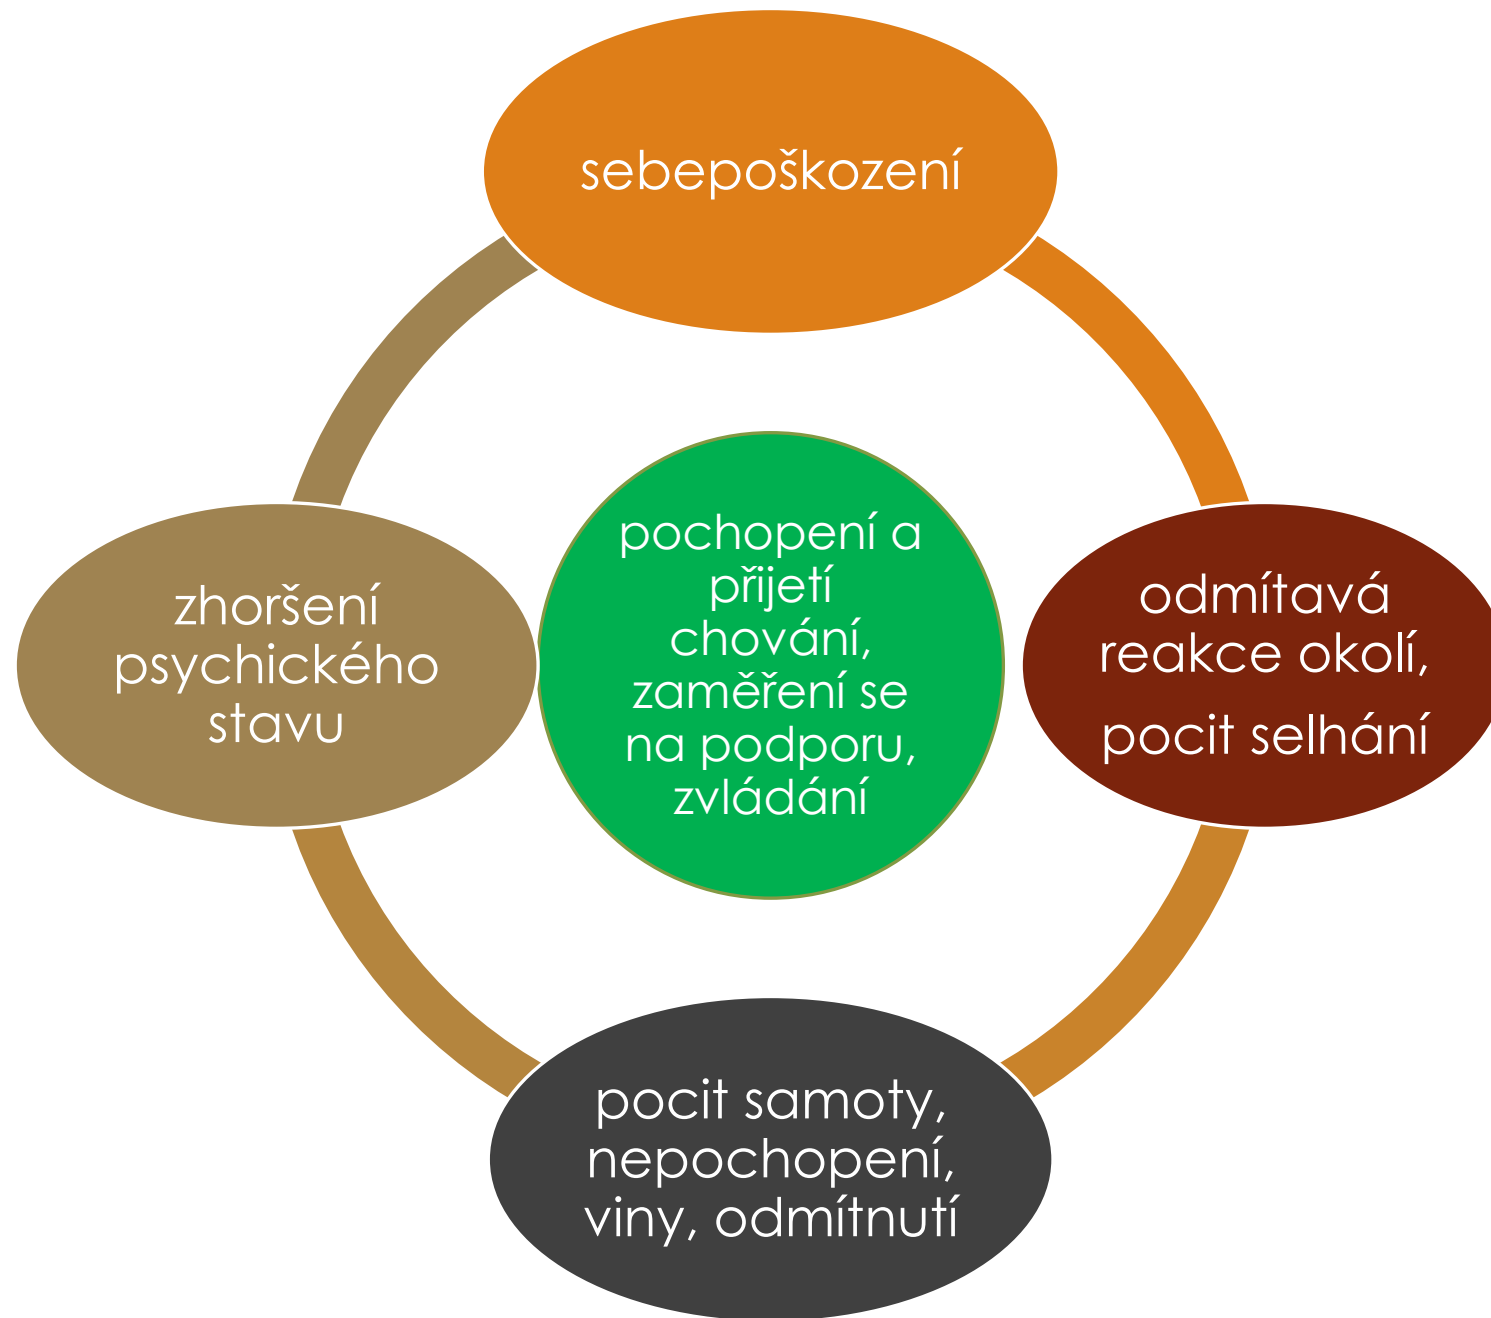 sebepoškození
pochopení a
přijetí
chování,
zaměření se
na podporu,
zvládání
zhoršení
psychického
stavu
odmítavá
reakce okolí,
pocit selhání
pocit samoty,
nepochopení,
viny, odmítnutí